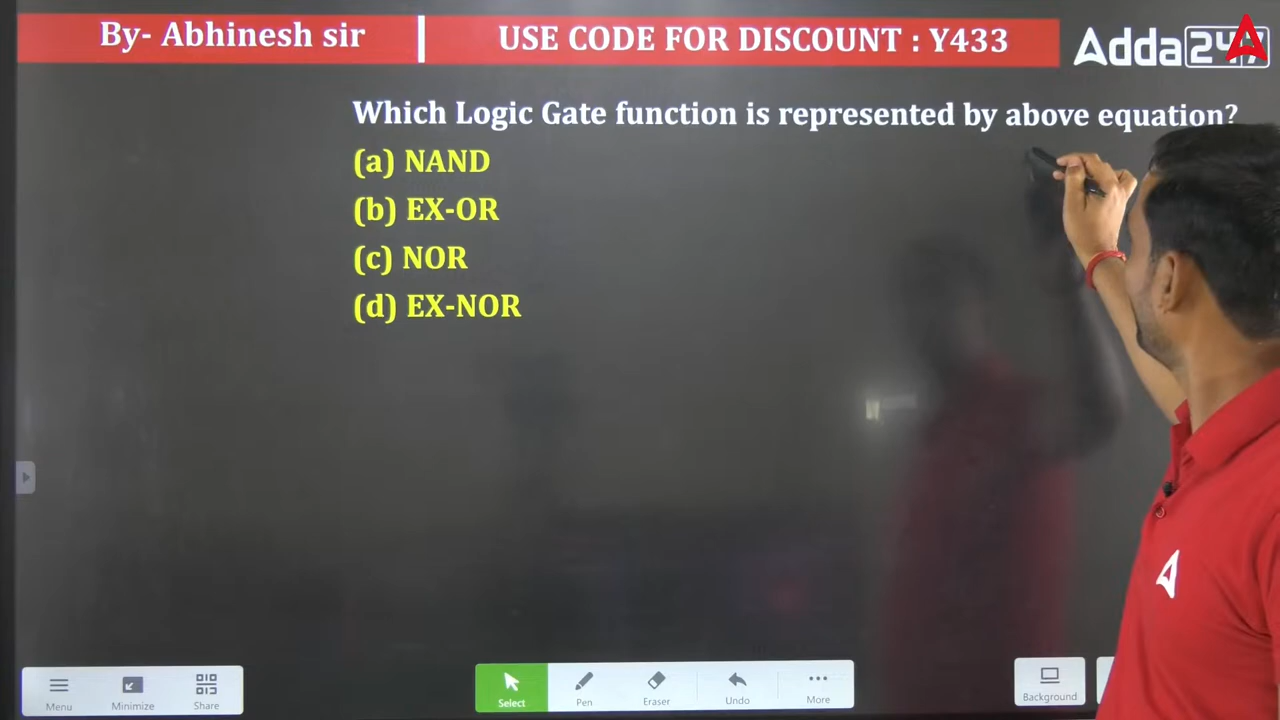 By- Abhinesh sir
USE CODE FOR DISCOUNT : Y433
Adda247
Which Logic Gate function is represented by above equation?
(a) NAND
(b) EX-OR
(c) NOR
(d) EX-NOR
Menu
Minimize
Share
Select
Pen
Eraser
Undo
More
Background